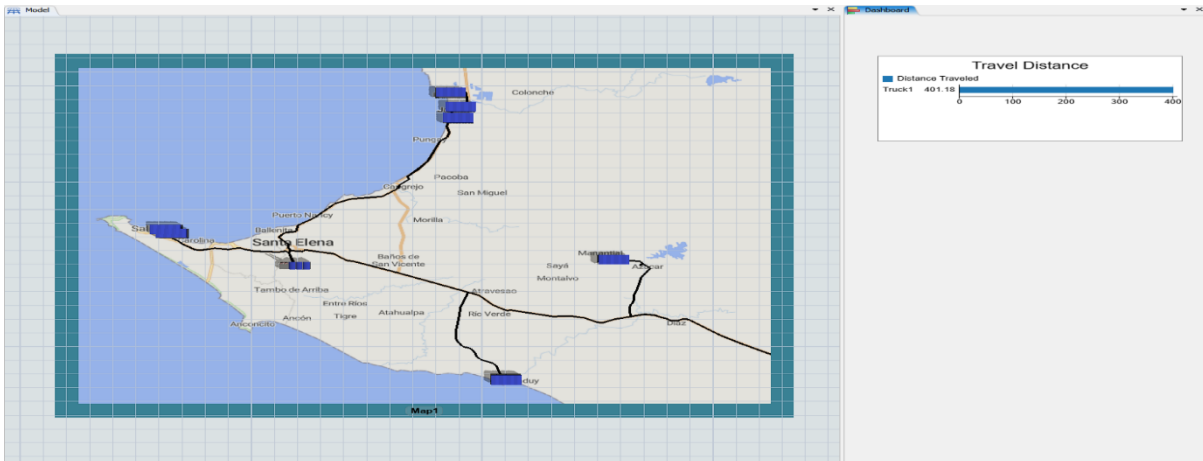 Model
Dashboard
Travel Distance
Distance Traveled
Truck1 401.18
0 100 200 300 400
Colonche
Pacoba
San Miguel
Cangrejo
Morilla
Puerto Nancy
Ballenita
Santa Elena
Baños de
San Vicente
Sayá
Azúcar
Montalvo
Tambo de Arriba
Atravesao
Entre Ríos
Ancón
Tigre
Atahualpa
Río Verde
Anconcito
Díaz
duy
Map1